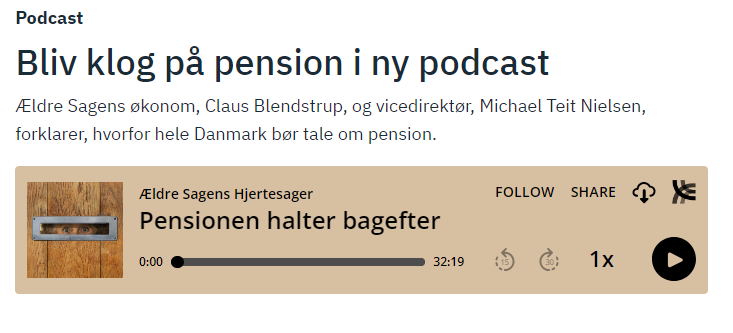 Podcast
Bliv klog på pension i ny podcast
Ældre Sagens økonom, Claus Blendstrup, og vicedirektør, Michael Teit Nielsen,
forklarer, hvorfor hele Danmark bør tale om pension.
Ældre Sagens Hjertesager
FOLLOW SHARE
Pensionen halter bagefter
0:00 32:19 15 30 1x